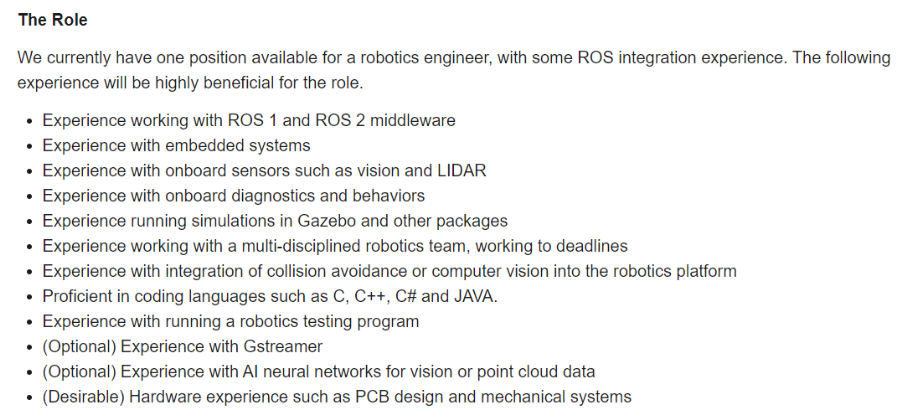 The Role
We currently have one position available for a robotics engineer, with some ROS integration experience. The following
experience will be highly beneficial for the role.
• Experience working with ROS 1 and ROS 2 middleware
• Experience with embedded systems
• Experience with onboard sensors such as vision and LIDAR
• Experience with onboard diagnostics and behaviors
• Experience running simulations in Gazebo and other packages
• Experience working with a multi-disciplined robotics team, working to deadlines
• Experience with integration of collision avoidance or computer vision into the robotics platform
• Proficient in coding languages such as C, C++, C# and JAVA.
• Experience with running a robotics testing program
• (Optional) Experience with Gstreamer
• (Optional) Experience with AI neural networks for vision or point cloud data
• (Desirable) Hardware experience such as PCB design and mechanical systems